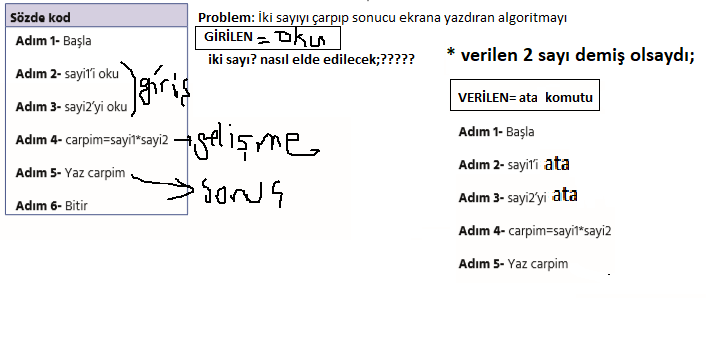 Sözde kod
Adım 1- Başla
Adım 2- sayi1'i oku
Adım 3- sayi2'yi oku
giriş
Adım 4- carpim=sayi1*sayi2
gelişme
Adım 5- Yaz carpim
sonuş
Adım 6- Bitir
Problem: İki sayıyı çarpıp sonucu ekrana yazdıran algoritmayı
GİRİLEN = oku
iki sayı? nasıl elde edilecek;?????
* verilen 2 sayı demiş olsaydı;
VERİLEN= ata komutu
Adım 1- Başla
Adım 2- sayi1'i ata
Adım 3- sayi2'yi ata
Adım 4- carpim=sayi1*sayi2
Adım 5- Yaz carpim